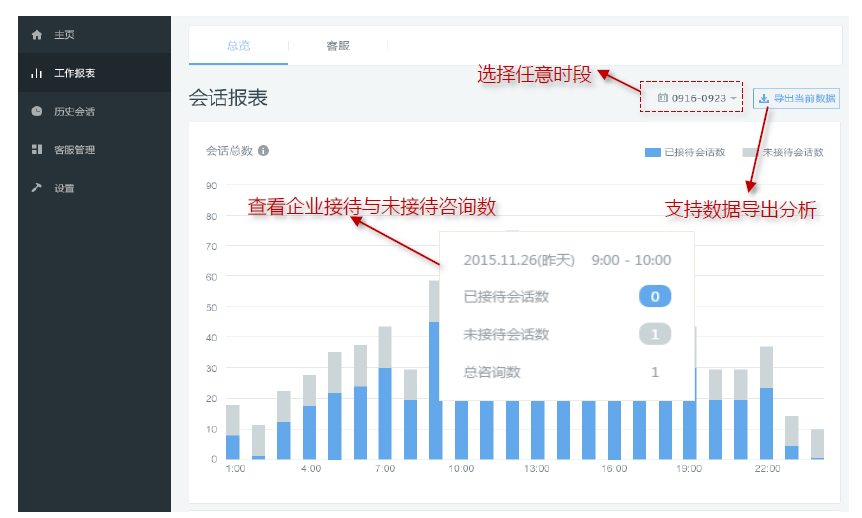 主页
工作报表
历史会话
客服管理
设置
总览
客服
选择任意时段
会话报表
0916-0923
导出当前数据
会话总数
已接待会话数
未接待会话数
查看企业接待与未接待咨询数
支持数据导出分析
2015.11.26(昨天) 9:00 - 10:00
已接待会话数 0
未接待会话数 1
总咨询数 1
90
80
70
60
50
40
30
20
10
0
1:00 4:00 7:00 10:00 13:00 16:00 19:00 22:00